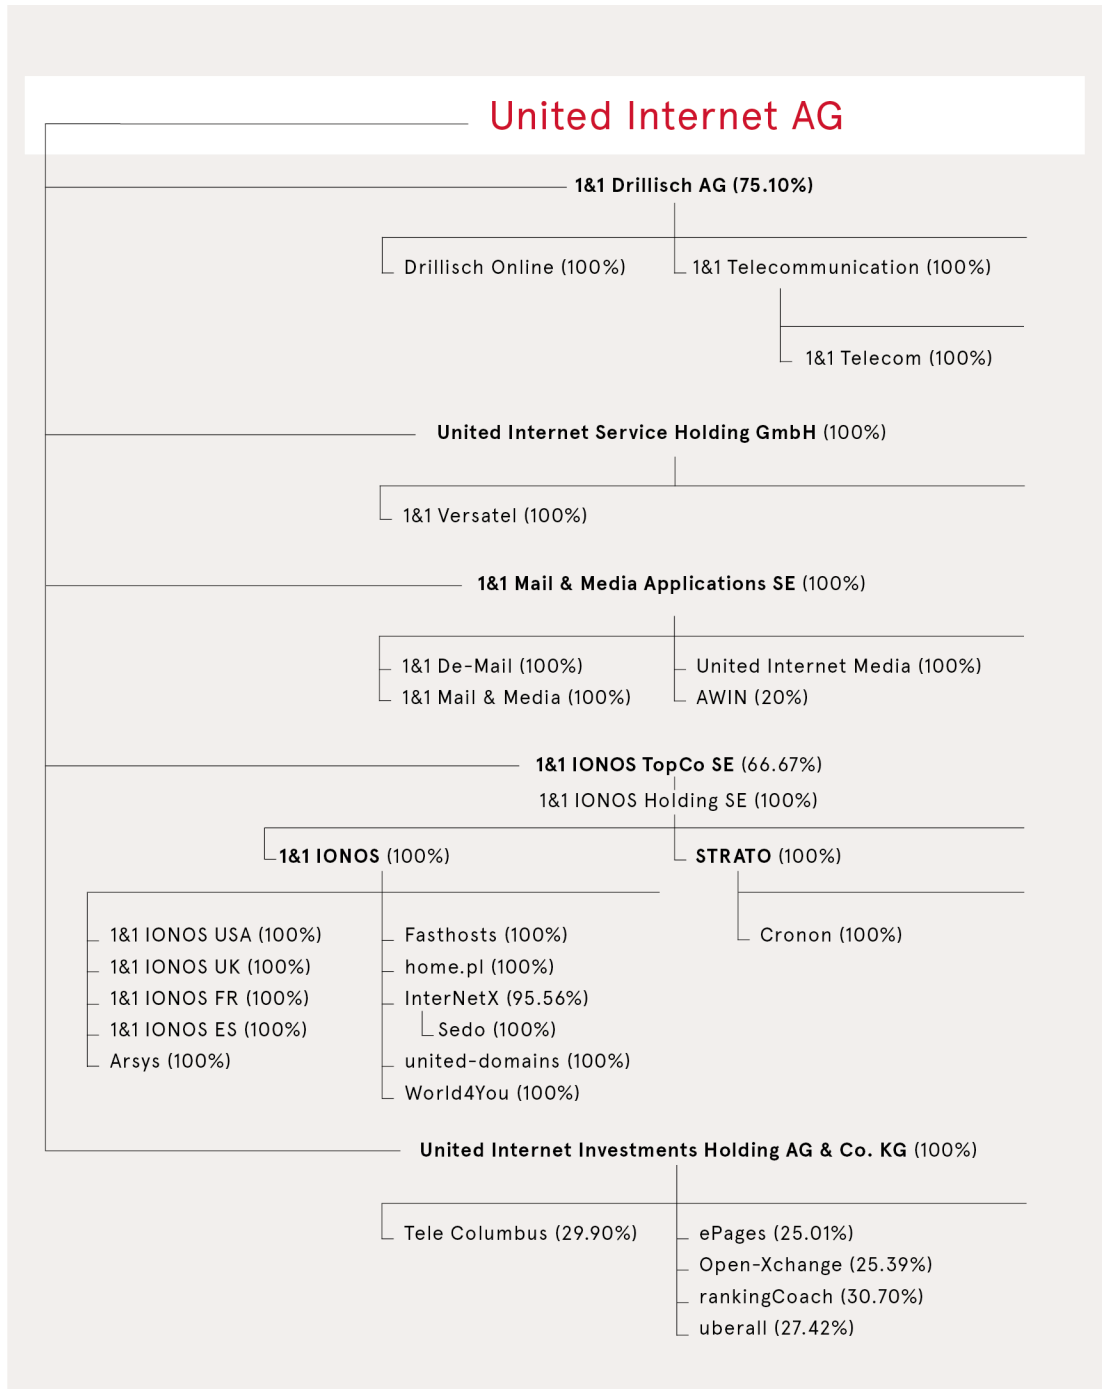 United Internet AG
1&1 Drillisch AG (75.10%)
Drillisch Online (100%)
1&1 Telecommunication (100%)
1&1 Telecom (100%)
United Internet Service Holding GmbH (100%)
1&1 Versatel (100%)
1&1 Mail & Media Applications SE (100%)
1&1 De-Mail (100%)
1&1 Mail & Media (100%)
United Internet Media (100%)
AWIN (20%)
1&1 IONOS TopCo SE (66.67%)
1&1 IONOS Holding SE (100%)
1&1 IONOS (100%)
STRATO (100%)
1&1 IONOS USA (100%)
1&1 IONOS UK (100%)
1&1 IONOS FR (100%)
1&1 IONOS ES (100%)
Arsys (100%)
Fasthosts (100%)
home.pl (100%)
InterNetX (95.56%)
Sedo (100%)
united-domains (100%)
World4You (100%)
Cronon (100%)
United Internet Investments Holding AG & Co. KG (100%)
Tele Columbus (29.90%)
ePages (25.01%)
Open-Xchange (25.39%)
rankingCoach (30.70%)
uberall (27.42%)